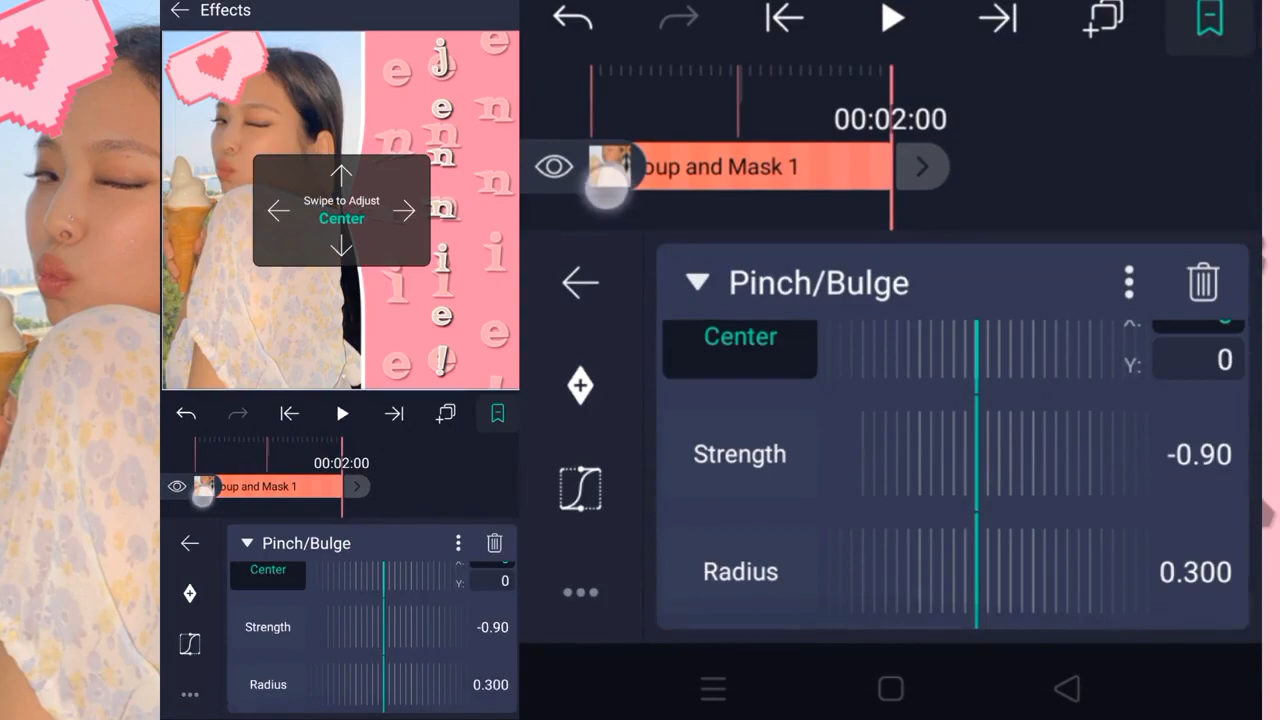 Effects
j
e
n
n
i
e
!
e
n
n
i
e
e
n
n
i
e
Swipe to Adjust
Center
00:02:00
oup and Mask 1
Pinch/Bulge
Center
Y:
0
Strength
-0.90
Radius
0.300
00:02:00
oup and Mask 1
Pinch/Bulge
Center
Y:
0
Strength
-0.90
Radius
0.300